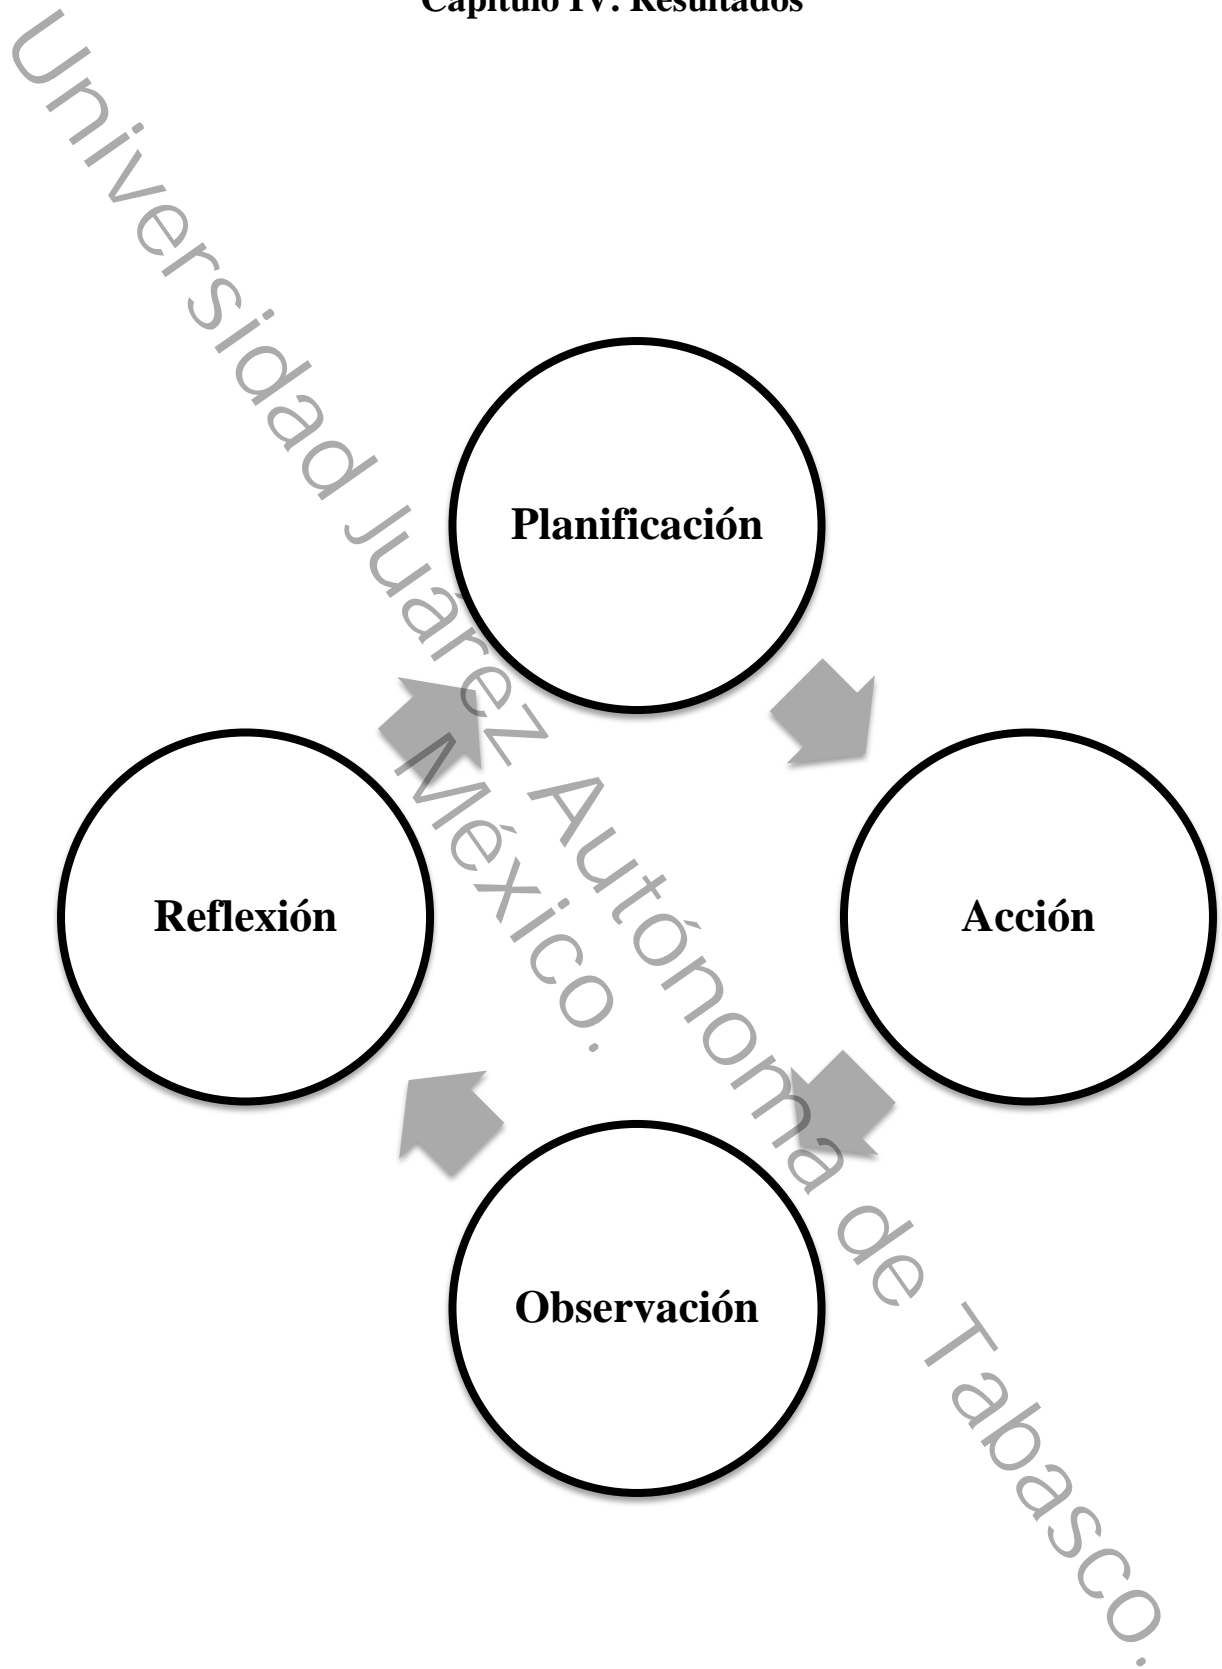 Capítulo IV. Resultados
Planificación
Reflexión
Acción
Observación
Universidad Juárez Autónoma de Tabasco.
México.